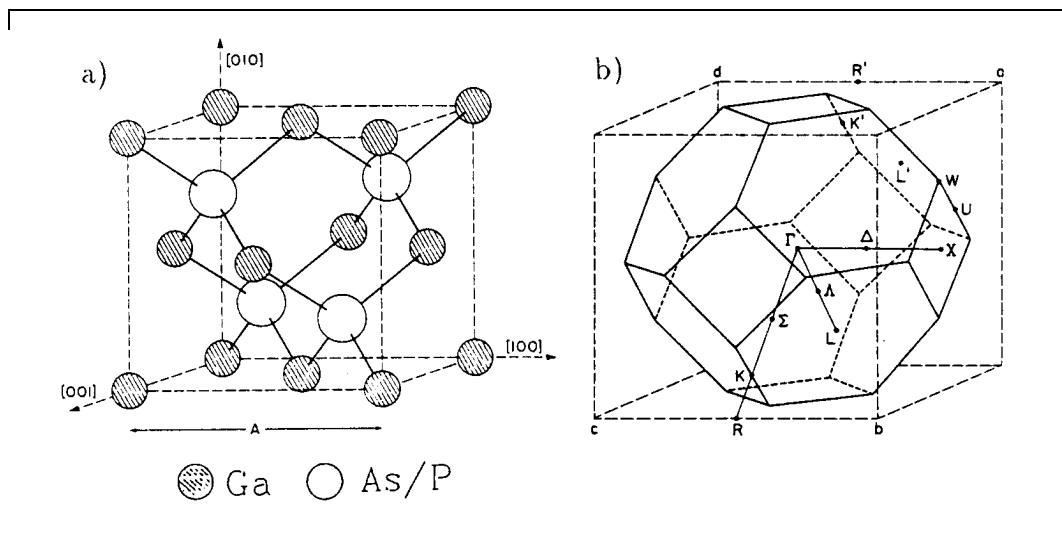 a)
[010]
[100]
[001]
A
Ga As/P
b)
d R' a
K'
L'
W
U
Γ Δ X
Λ
Σ
L
K
c R b